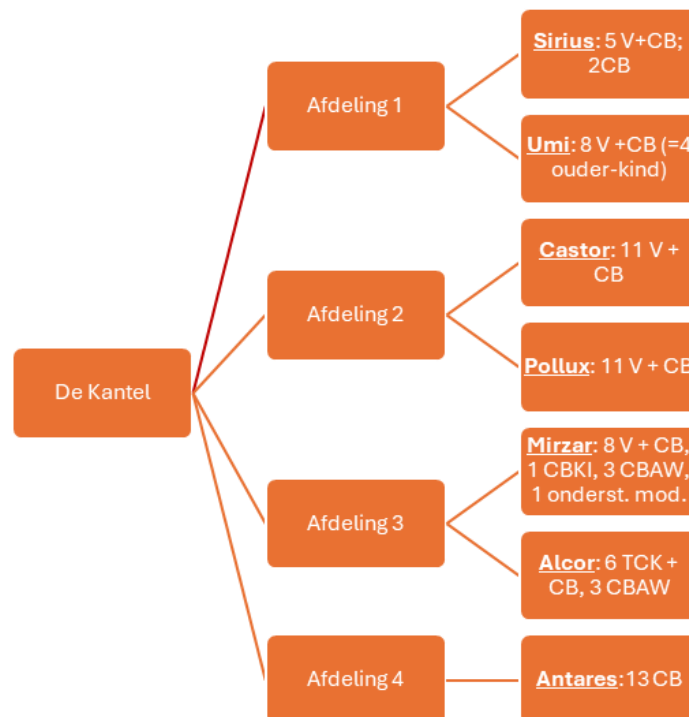 De Kantel
Afdeling 1
Sirius: 5 V+CB;
2CB
Umi: 8 V +CB (=4
ouder-kind)
Afdeling 2
Castor: 11 V +
CB
Pollux: 11 V + CB
Afdeling 3
Mirzar: 8 V + CB,
1 CBKI, 3 CBAW,
1 onderst. mod.
Alcor: 6 TCK +
CB, 3 CBAW
Afdeling 4
Antares:13 CB